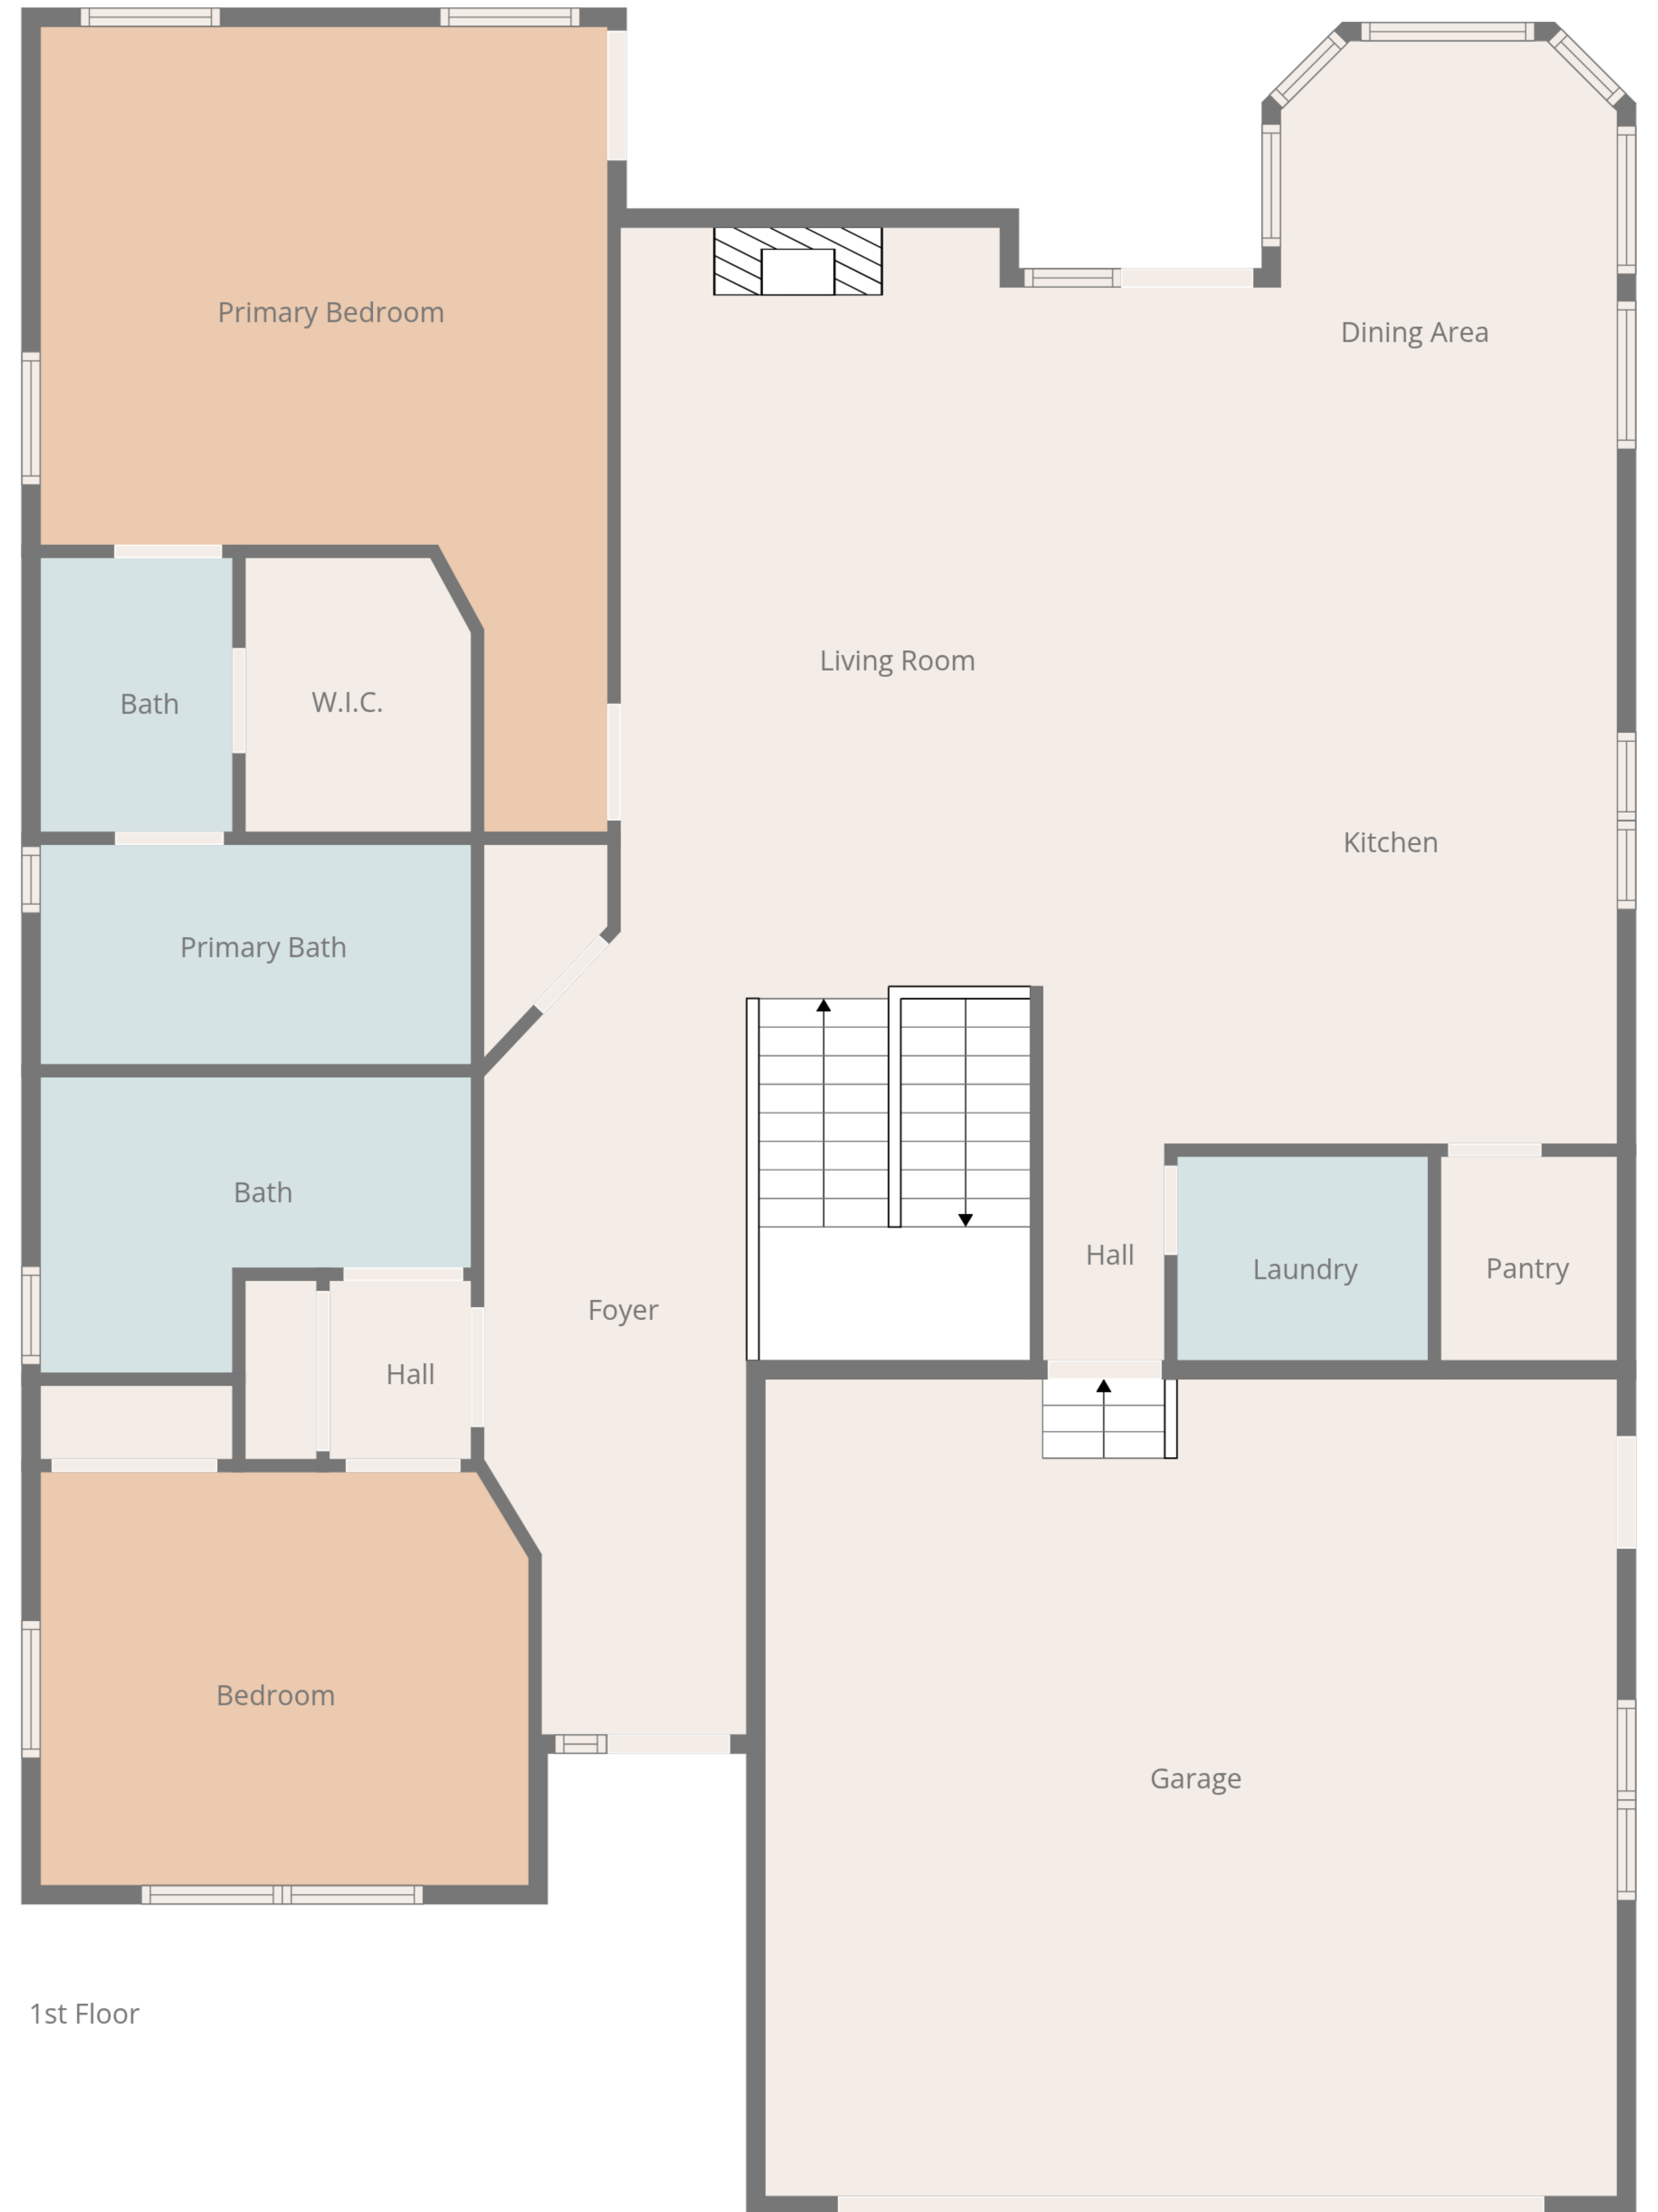 Primary Bedroom
Dining Area
Living Room
Bath
W.I.C.
Kitchen
Primary Bath
Bath
Hall
Laundry
Pantry
Foyer
Hall
Bedroom
Garage
1st Floor